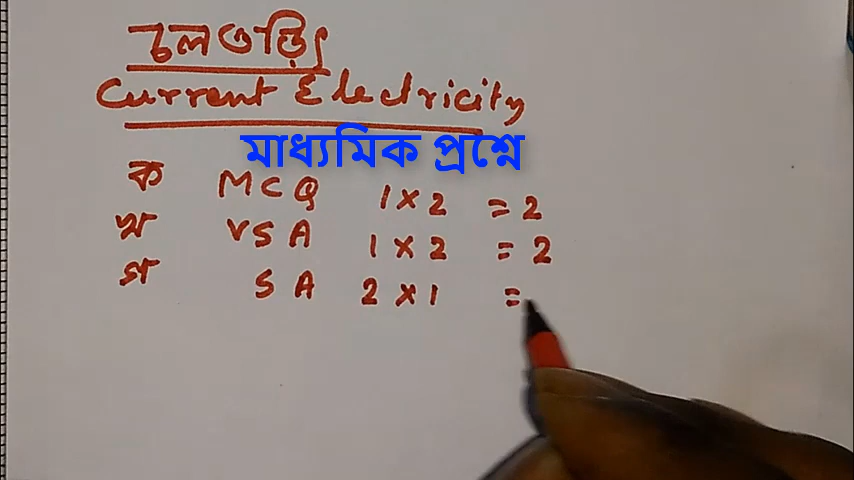 চলতড়িৎ
Current Electricity
মাধ্যমিক প্রশ্নে
ক MCQ 1×2 = 2
খ VSA 1×2 = 2
গ SA 2×1 =